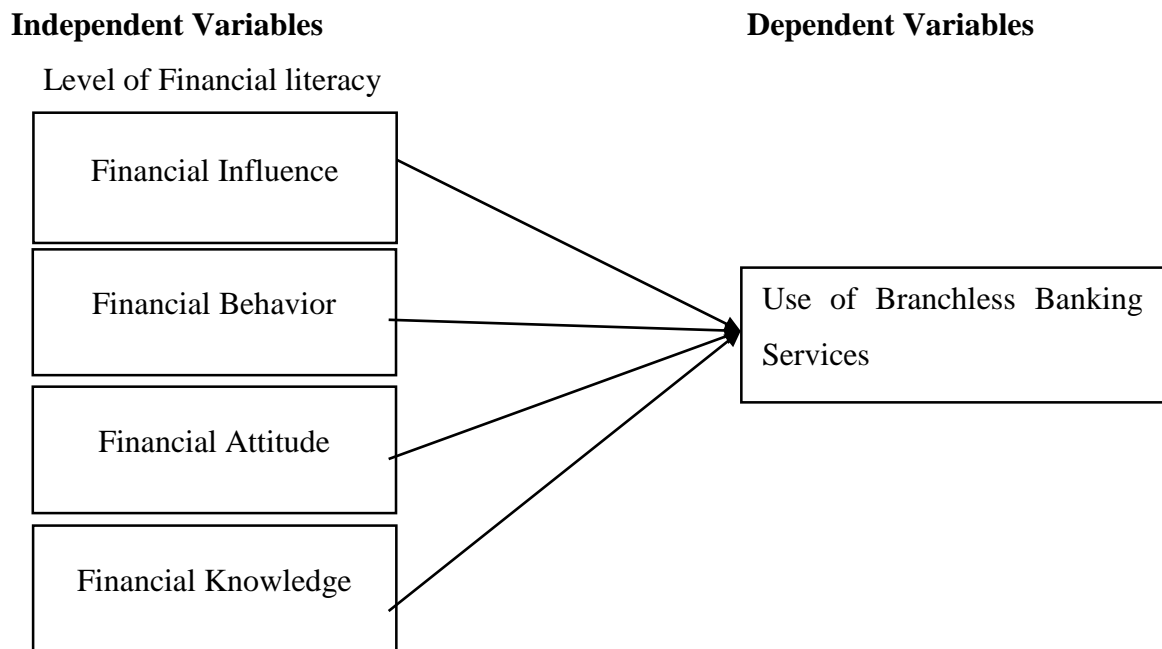 Independent Variables
Dependent Variables
Level of Financial literacy
Financial Influence
Financial Behavior
Use of Branchless Banking
Services
Financial Attitude
Financial Knowledge